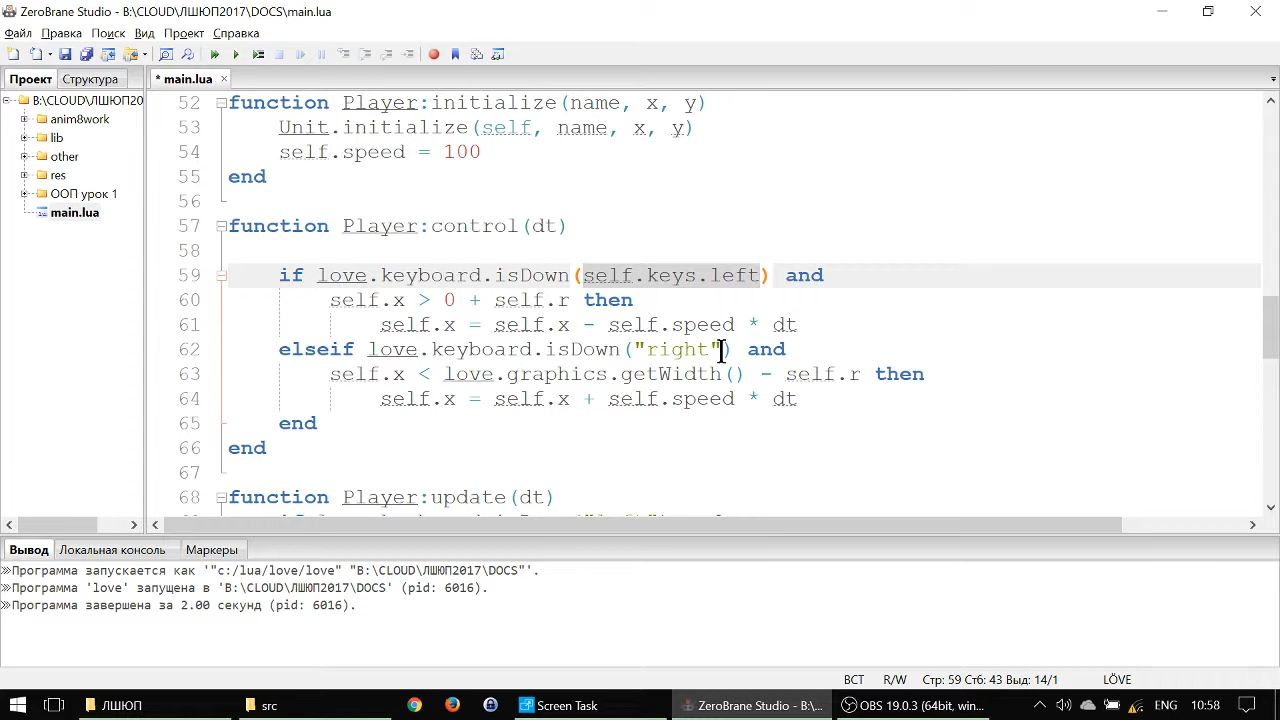 ZeroBrane Studio - B:\CLOUD\ЛШЮП2017\DOCS\main.lua
Файл Правка Поиск Вид Проект Справка
Проект Структура
* main.lua
B:\CLOUD\ЛШЮП20
anim8work
lib
other
res
ООП урок 1
main.lua
52 function Player:initialize(name, x, y)
53 Unit.initialize(self, name, x, y)
54 self.speed = 100
55 end
56
57 function Player:control(dt)
58
59 if love.keyboard.isDown(self.keys.left) and
60 self.x > 0 + self.r then
61 self.x = self.x - self.speed * dt
62 elseif love.keyboard.isDown("right") and
63 self.x < love.graphics.getWidth() - self.r then
64 self.x = self.x + self.speed * dt
65 end
66 end
67
68 function Player:update(dt)
Вывод Локальная консоль Маркеры
Программа запускается как '"c:/lua/love/love" "B:\CLOUD\ЛШЮП2017\DOCS"'.
Программа 'love' запущена в 'B:\CLOUD\ЛШЮП2017\DOCS' (pid: 6016).
Программа завершена за 2.00 секунд (pid: 6016).
ВСТ R/W Стр: 59 Стб: 43 Выд: 14/1 LÖVE
ЛШЮП src Screen Task ZeroBrane Studio - B:\... OBS 19.0.3 (64bit, win... ENG 10:58